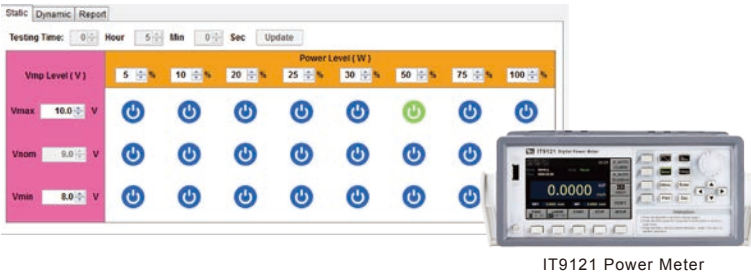 Static Dynamic Report
Testing Time: 0 Hour 5 Min 0 Sec Update
Power Level ( W )
Vmp Level ( V ) 5 % 10 % 20 % 25 % 30 % 50 % 75 % 100 %
Vmax 10.0 V
Vnom 9.0 V
Vmin 8.0 V
IT9121 Digital Power Meter
0.0000
IT9121 Power Meter